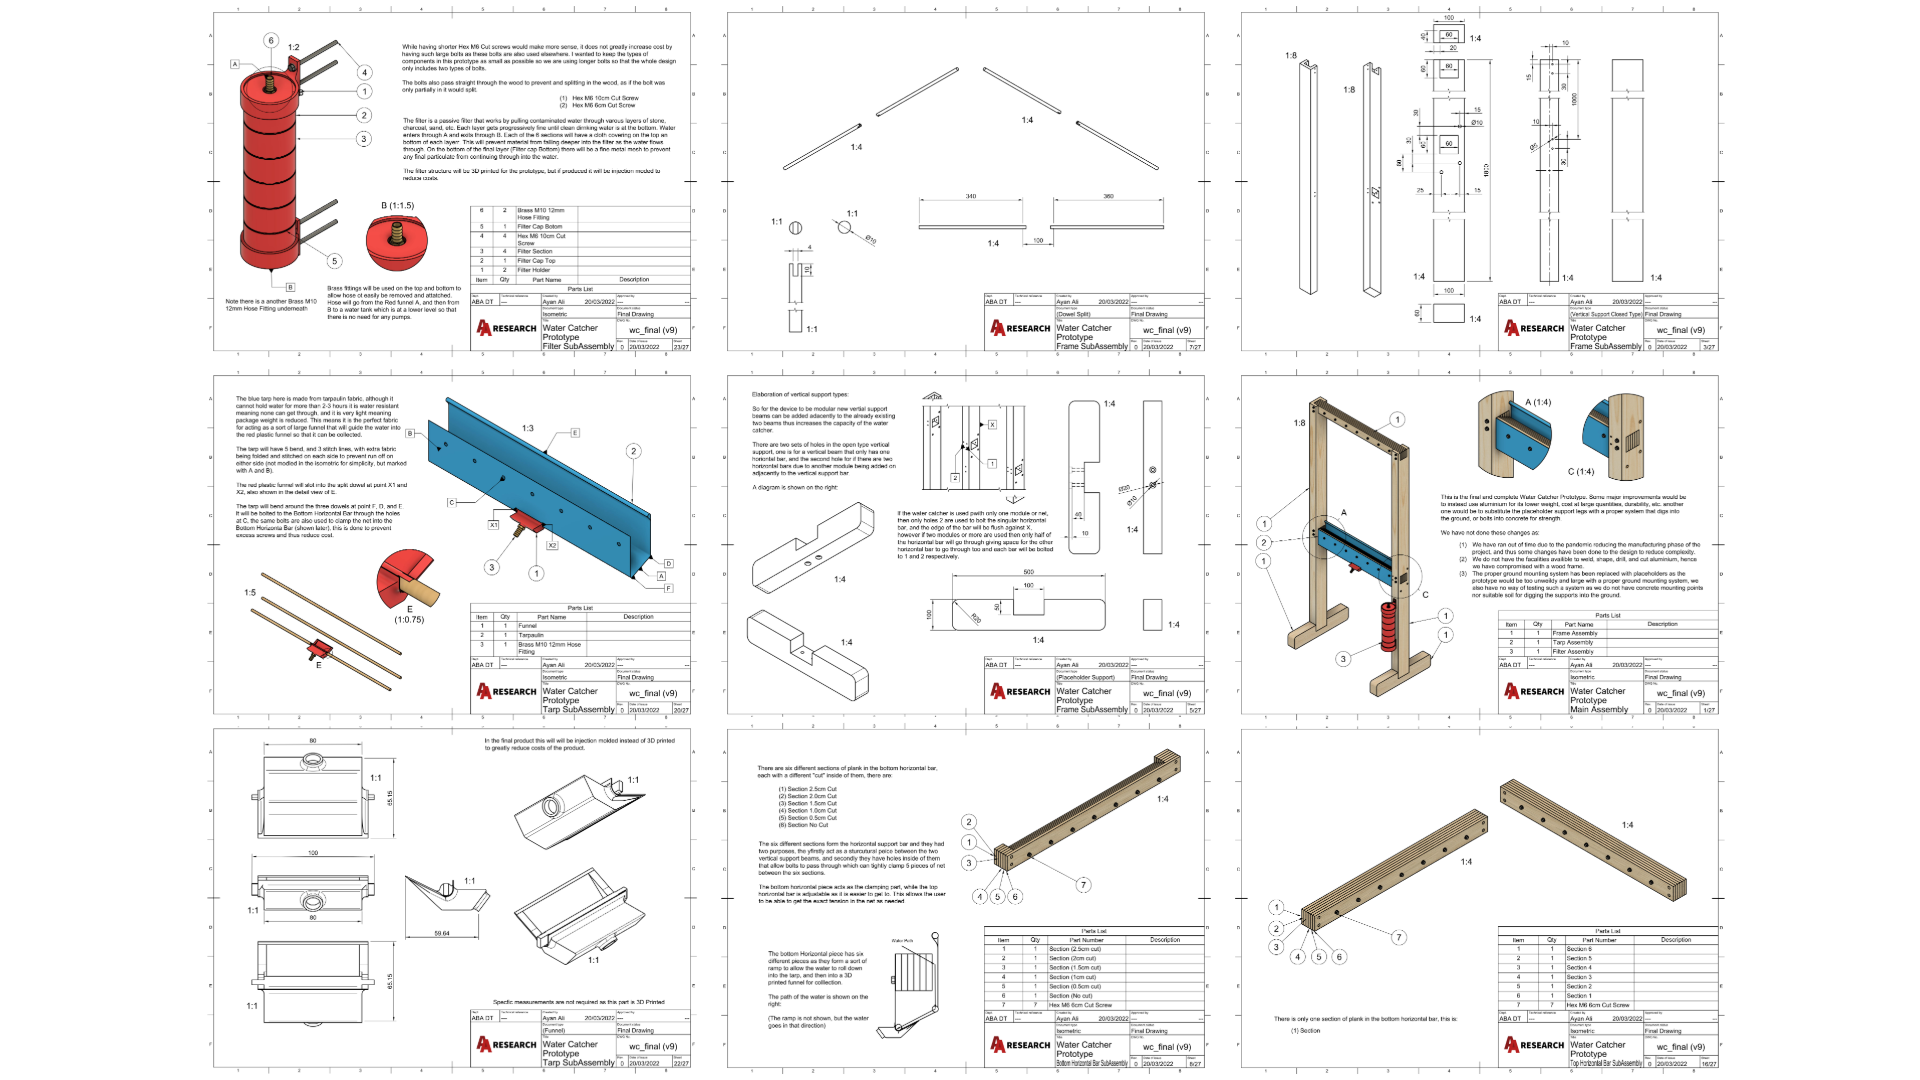 While having shorter Hex M6 Cut screws would make more sense, it does not greatly increase cost by
having such large bolts as these bolts are also used elsewhere. I wanted to keep the types of
components in this prototype as small as possible so we are using longer bolts so that the whole design
only includes two types of bolts.
The bolts also pass straight through the wood to prevent and splitting in the wood, as if the bolt was
only partially in it would split.
(1) Hex M6 10cm Cut Screw
(2) Hex M6 6cm Cut Screw
The filter is a passive filter that works by pulling contaminated water through varous layers of stone,
charcoal, sand, etc. Each layer gets progressively fine until clean drinking water is at the bottom. Water
enters through A and exits through B. Each of the 6 sections will have a cloth covering on the top an
bottom of each layer. This will prevent material from falling deeper into the filter as the water flows
through. On the bottom of the final layer (Filter cap Bottom) there will be a fine metal mesh to prevent
any final particulate from continuing through into the water.
The filter structure will be 3D printed for the prototype, but if produced it will be injection moded to
reduce costs.
1:2
B (1:1.5)
6 2 Brass M10 12mm
Hose Fitting
5 1 Filter Cap Botom
4 4 Hex M6 10cm Cut
Screw
3 4 Filter Section
2 1 Filter Cap Top
1 2 Filter Holder
Item Qty Part Name Description
Parts List
Note there is a another Brass M10
12mm Hose Fitting underneath
Brass fittings will be used on the top and bottom to
allow hose ot easily be removed and attatched.
Hose will go from the Red funnel A, and then from
B to a water tank which is at a lower level so that
there is no need for any pumps.
ABA DT Ayan Ali 20/03/2022
Isometric Final Drawing
AA RESEARCH
Water Catcher
Prototype
Filter SubAssembly
wc_final (v9)
0 20/03/2022 23/27
1:4
1:4
1:4
340
360
100
1:1
1:1
Ø10
4
10
1:1
ABA DT Ayan Ali 20/03/2022
(Dowel Split) Final Drawing
AA RESEARCH
Water Catcher
Prototype
Frame SubAssembly
wc_final (v9)
0 20/03/2022 7/27
1:8
1:8
100
60
20
1:4
1800
1000
Ø10
Ø5
25
15
1:4
1:4
1:4
100
1:4
ABA DT Ayan Ali 20/03/2022
(Vertical Support Closed Type) Final Drawing
AA RESEARCH
Water Catcher
Prototype
Frame SubAssembly
wc_final (v9)
0 20/03/2022 3/27
The blue tarp here is made from tarpaulin fabric, although it
cannot hold water for more than 2-3 hours it is water resistant
meaning none can get through, and it is very light meaning
package weight is reduced. This means it is the perfect fabric
for acting as a sort of large funnel that will guide the water into
the red plastic funnel so that it can be collected.
The tarp will have 5 bend, and 3 stitch lines, with extra fabric
being folded and stitched on each side to prevent run off on
either side (not modled in the isometric for simplicity, but marked
with A and B).
The red plastic funnel will slot into the split dowel at point X1 and
X2, also shown in the detail view of E.
The tarp will bend around the three dowels at point F, D, and E
it will be bolted to the Bottom Horizontal Bar through the holes
at C, the same bolts are also used to clamp the net into the
Bottom Horizonta Bar (shown later), this is done to prevent
excess screws and thus reduce cost.
1:3
1:5
E
E
(1:0.75)
Parts List
Item Qty Part Name Description
1 1 Funnel
2 1 Tarpaulin
3 1 Brass M10 12mm Hose
Fitting
ABA DT Ayan Ali 20/03/2022
Isometric Final Drawing
AA RESEARCH
Water Catcher
Prototype
Tarp SubAssembly
wc_final (v9)
0 20/03/2022 20/27
Elaboration of vertical support types:
So for the device to be modular new vertial support
beams can be added adacently to the already existing
two beams thus increases the capacity of the water
catcher.
There are two sets of holes in the open type vertical
support, one is for a vertical beam that only has one
horiontal bar, and the second hole for if there are two
horizontal bars due to another module being added on
adjacently to the vertical support bar.
A diagram is shown on the right:
If the water catcher is used pwith only one module or net,
then only holes 2 are used to bolt the singular horizontal
bar, and the edge of the bar will be flush against X,
however if two modules or more are used then only half of
the horizontal bar will go through giving space for the other
horizontal bar to go through too and each bar will be bolted
to 1 and 2 respectively.
1:4
Ø20
Ø10
40
10
1:4
1:4
500
100
50
100
R20
1:4
1:4
1:4
ABA DT Ayan Ali 20/03/2022
(Placeholder Support) Final Drawing
AA RESEARCH
Water Catcher
Prototype
Frame SubAssembly
wc_final (v9)
0 20/03/2022 5/27
1:8
A (1:4)
C (1:4)
A
C
This is the final and complete Water Catcher Prototype. Some major improvements would be
to instaed use aluminum for its lower weight, cost at large quantities, durability, etc. another
one would be to substitute the placeholder support legs with a proper system that digs into
the ground, or bolts into concrete for strength.
We have not done these changes as:
(1) We have ran out of time due to the pandemic reducing the manufacturing phase of the
project, and thus some changes have been done to the design to reduce complexity.
(2) We do not have the facilities availible to weld, shape, drill, and cut aluminium, hence
we have compromised with a wood frame.
(3) The proper ground mounting system has been replaced with placeholders as the
prototype would be too unweildy and large with a proper ground mounting system, we
also have no way of testing such a system as we do not have concrete mounting points
nor suitable soil for digging the supports into the ground.
Parts List
Item Qty Part Name Description
1 1 Frame Assembly
2 1 Tarp Assembly
3 1 Filter Assembly
ABA DT Ayan Ali 20/03/2022
Isometric Final Drawing
AA RESEARCH
Water Catcher
Prototype
Main Assembly
wc_final (v9)
0 20/03/2022 1/27
In the final product this will will be injection molded instead of 3D printed
to greatly reduce costs of the product.
80
1:1
65.15
100
1:1
80
1:1
59.64
1:1
1:1
65.15
1:1
Specfic measurements are not required as this part is 3D Printed
ABA DT Ayan Ali 20/03/2022
(Funnel) Final Drawing
AA RESEARCH
Water Catcher
Prototype
Tarp SubAssembly
wc_final (v9)
0 20/03/2022 22/27
There are six different sections of plank in the bottom horizontal bar,
each with a different "cut" inside of them, there are:
(1) Section 2.5cm Cut
(2) Section 2.0cm Cut
(3) Section 1.5cm Cut
(4) Section 1.0cm Cut
(5) Section 0.5cm Cut
(6) Section No Cut
The six different sections form the horizontal support bar and they had
two purposes, the yfirstly act as a sturcutural peice between the two
vertical support beams, and secondly they have holes inside of them
that allow bolts to pass through which can tightly clamp 5 pieces of net
between the six sections.
The bottom horizontal piece acts as the clamping part, while the top
horizontal bar is adjustable as it is easier to get to. This allows the user
to be able to get the exact tension in the net as needed
1:4
The bottom Horizontal piece has six
different pieces as they form a sort of
ramp to allow the water to roll down
into the tarp, and then into a 3D
printed funnel for colllection.
The path of the water is shown on the
right:
(The ramp is not shown, but the water
goes in that direction)
Water Path
Parts List
Item Qty Part Number Description
1 1 Section (2.5cm cut)
2 1 Section (2cm cut)
3 1 Section (1.5cm cut)
4 1 Section (1cm cut)
5 1 Section (0.5cm cut)
6 1 Section (No cut)
7 7 Hex M6 6cm Cut Screw
ABA DT Ayan Ali 20/03/2022
Isometric Final Drawing
AA RESEARCH
Water Catcher
Prototype
Bottom Horizontal Bar SubAssembly
wc_final (v9)
0 20/03/2022 8/27
1:4
1:4
There is only one section of plank in the bottom horizontal bar, this is:
(1) Section
Parts List
Item Qty Part Number Description
1 1 Section 6
2 1 Section 5
3 1 Section 4
4 1 Section 3
5 1 Section 2
6 1 Section 1
7 7 Hex M6 6cm Cut Screw
ABA DT Ayan Ali 20/03/2022
Isometric Final Drawing
AA RESEARCH
Water Catcher
Prototype
Top Horizontal Bar SubAssembly
wc_final (v9)
0 20/03/2022 16/27